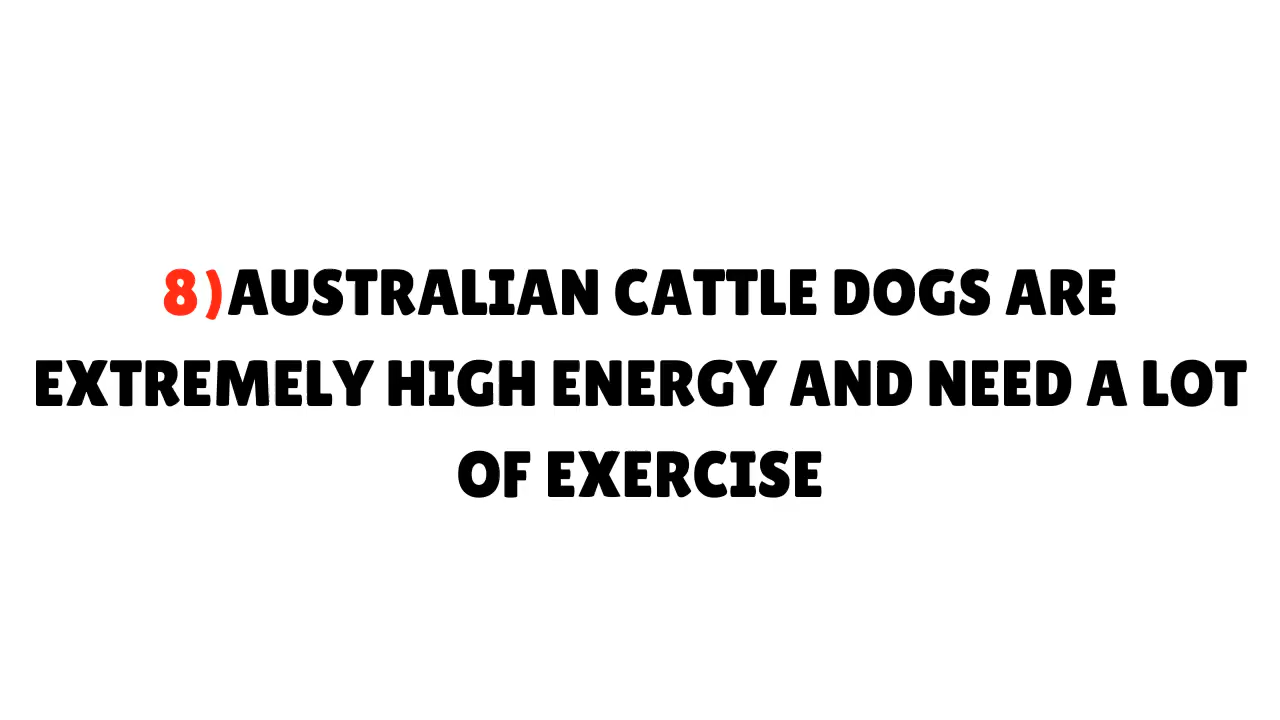 8)AUSTRALIAN CATTLE DOGS ARE
EXTREMELY HIGH ENERGY AND NEED A LOT
OF EXERCISE